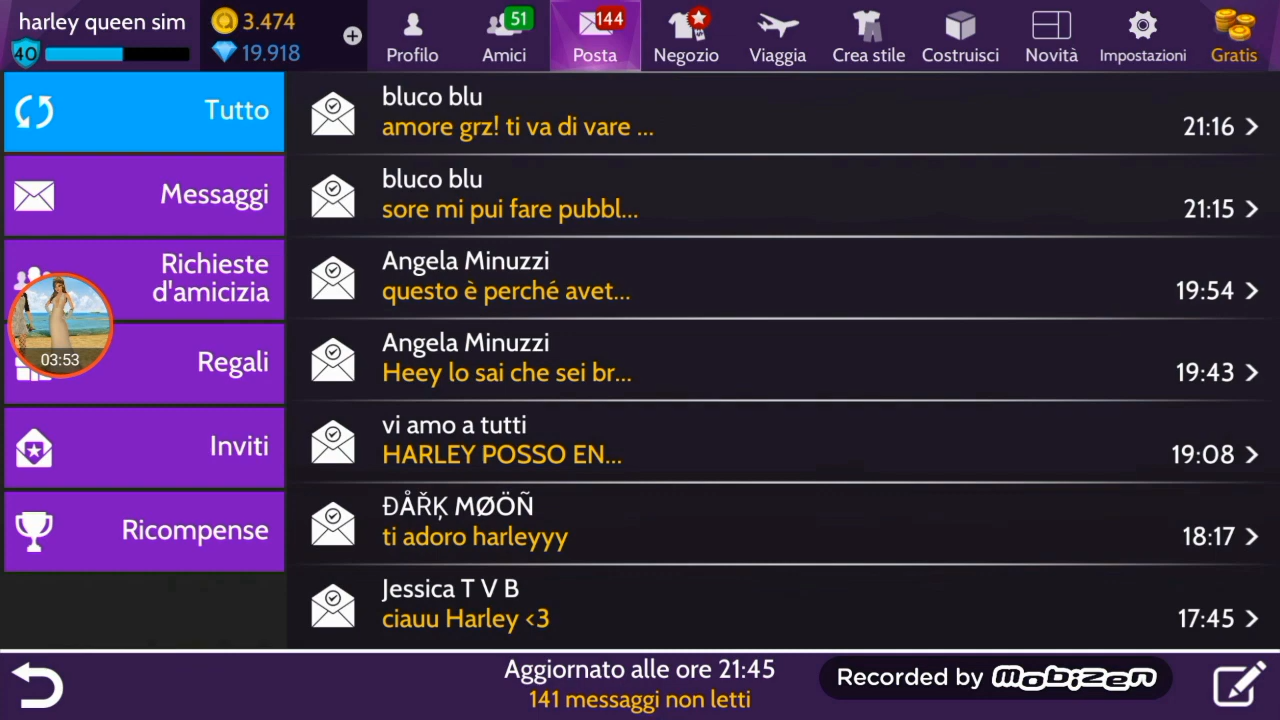 harley queen sim
40
3.474
19.918
Profilo
51
Amici
144
Posta
Negozio
Viaggia
Crea stile
Costruisci
Novità
Impostazioni
Gratis
Tutto
Messaggi
Richieste
d'amicizia
03:53
Regali
Inviti
Ricompense
bluco blu
amore grz! ti va di vare ...
21:16
bluco blu
sore mi pui fare pubbl...
21:15
Angela Minuzzi
questo è perché avet...
19:54
Angela Minuzzi
Heey lo sai che sei br...
19:43
vi amo a tutti
HARLEY POSSO EN...
19:08
ĐÅŘĶ MØÖÑ
ti adoro harleyyy
18:17
Jessica T V B
ciauu Harley <3
17:45
Aggiornato alle ore 21:45
141 messaggi non letti
Recorded by mobizen